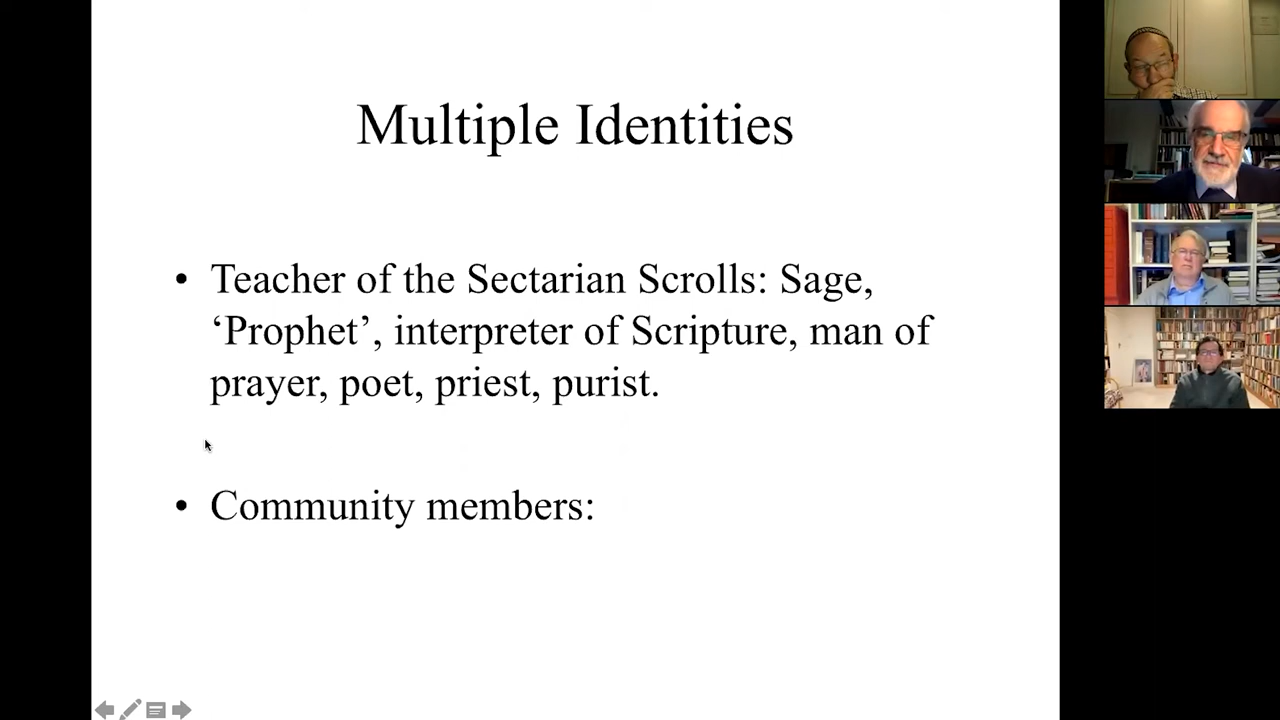 Multiple Identities
• Teacher of the Sectarian Scrolls: Sage,
‘Prophet’, interpreter of Scripture, man of
prayer, poet, priest, purist.
• Community members: